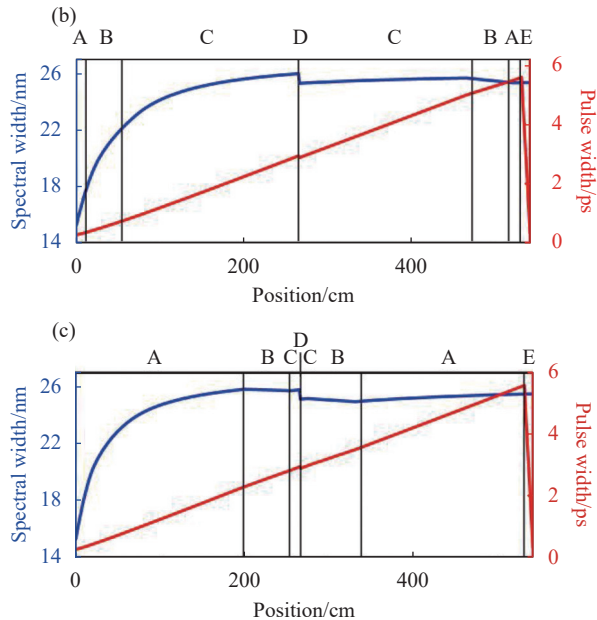 (b)
A B C D C B A E
26
22
18
14
6
4
2
0
0 200 400
Spectral width/nm
Pulse width/ps
Position/cm
(c)
D
A B C C B A E
26
22
18
14
6
4
2
0
0 200 400
Spectral width/nm
Pulse width/ps
Position/cm